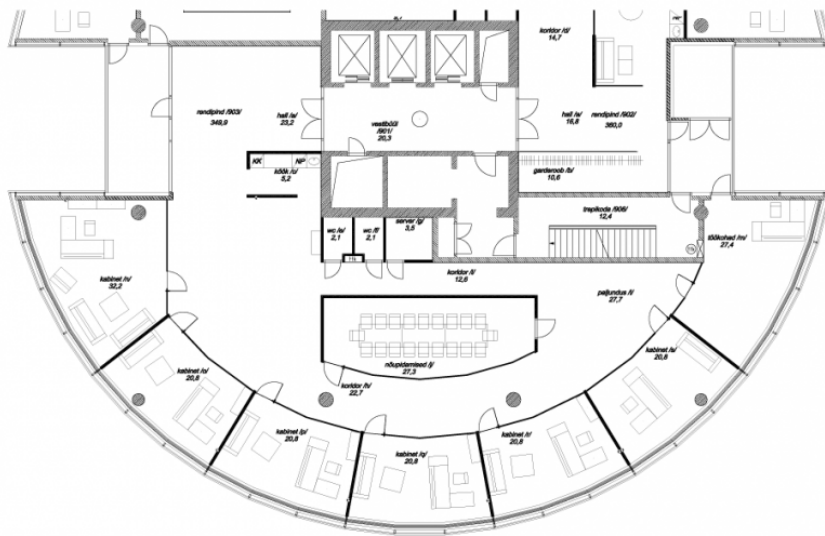 koridor /d/
14,7
rendipind /903/
349,9
hall /a/
23,2
vestibüül
/901/
20,3
hall /a/
16,8
rendipind /902/
360,0
KK
NP
köök /u/
5,2
garderoob /b/
10,6
trepikoda /906/
12,4
wc /e/
2,1
wc /f/
2,1
server /g/
3,5
töökohad /m/
27,4
kabinet /n/
32,2
koridor /l/
12,6
paljundus /i/
27,7
nõupidamised /j/
27,3
kabinet /o/
20,8
kabinet /s/
20,8
koridor /h/
22,7
kabinet /p/
20,8
kabinet /q/
20,8
kabinet /r/
20,8